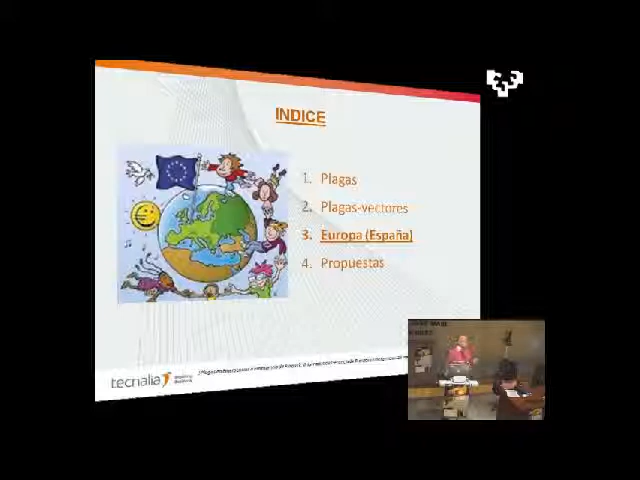 INDICE
1. Plagas
2. Plagas-vectores
3. Europa (España)
4. Propuestas
tecnalia